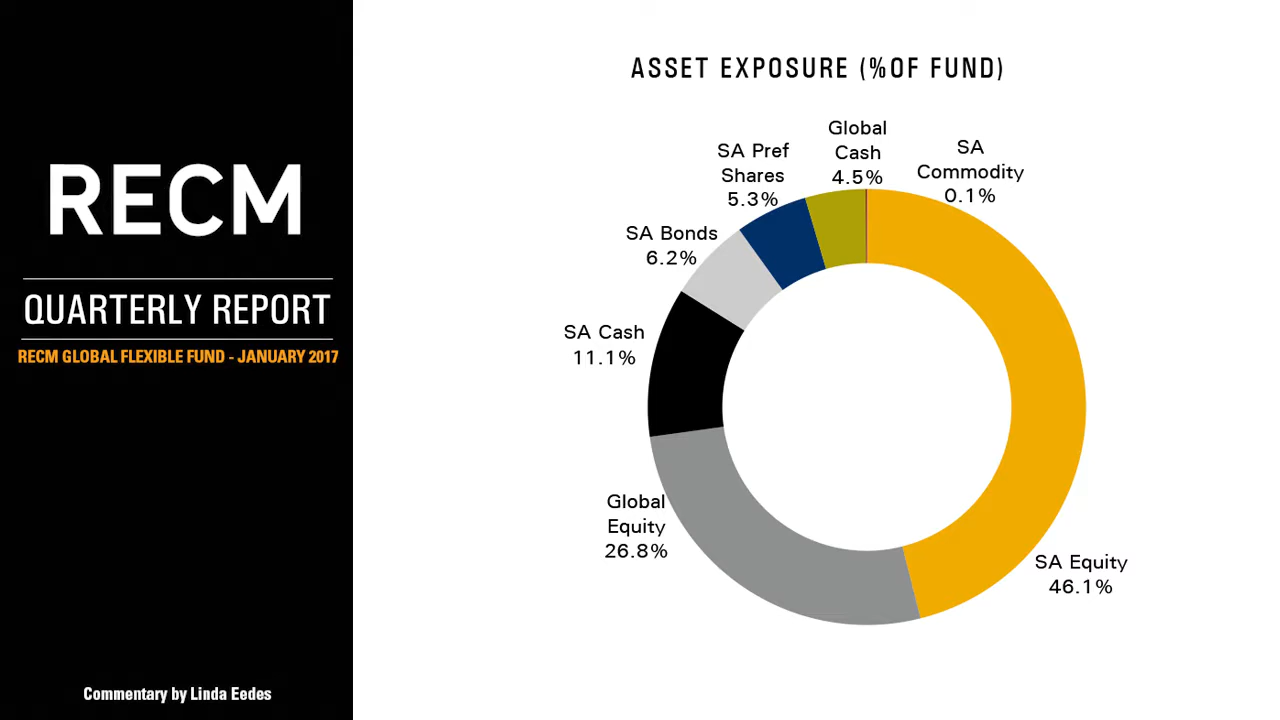 RECM
QUARTERLY REPORT
RECM GLOBAL FLEXIBLE FUND - JANUARY 2017
Commentary by Linda Eedes
ASSET EXPOSURE (%OF FUND)
Global
Cash
4.5%
SA
Commodity
0.1%
SA Pref
Shares
5.3%
SA Bonds
6.2%
SA Cash
11.1%
Global
Equity
26.8%
SA Equity
46.1%